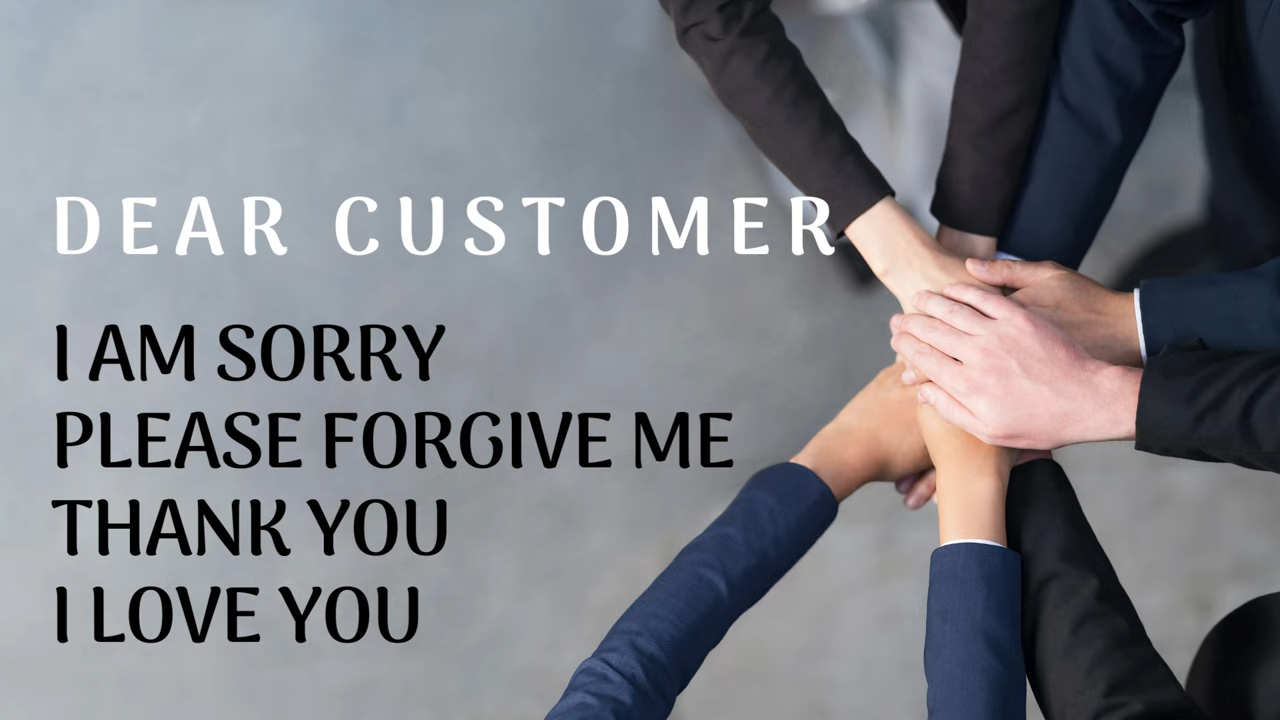 DEAR CUSTOMER
I AM SORRY
PLEASE FORGIVE ME
THANK YOU
I LOVE YOU